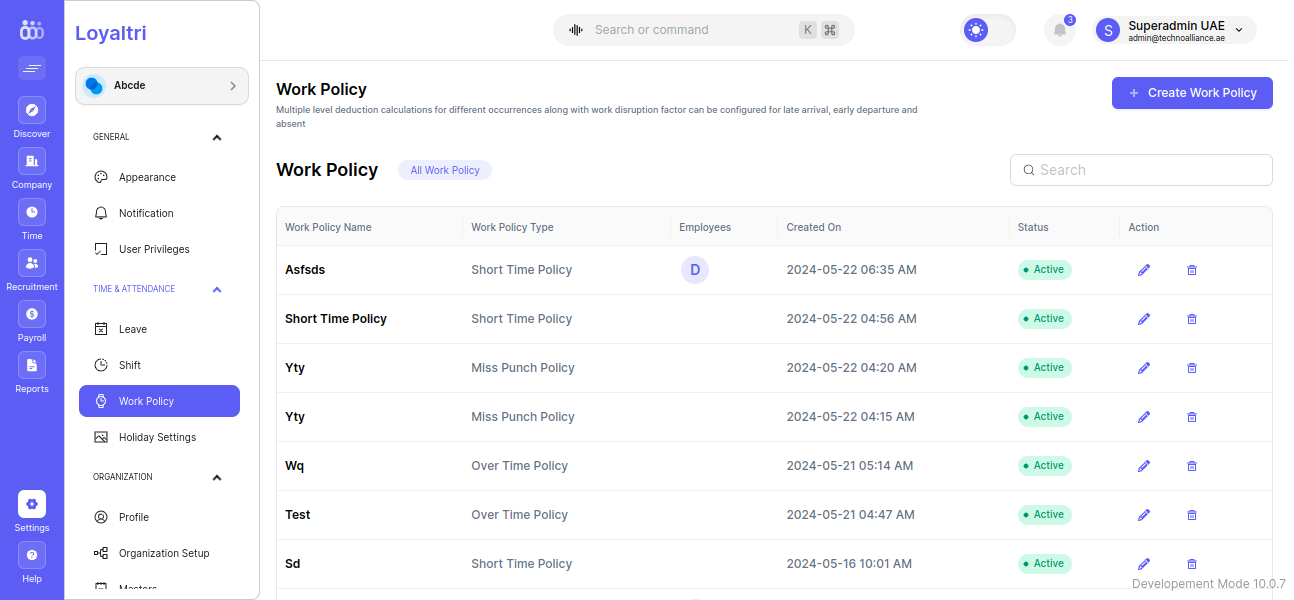 Discover
Company
Time
Recruitment
Payroll
Reports
Settings
Help
Loyaltri
Abcde
GENERAL
Appearance
Notification
User Privileges
TIME & ATTENDANCE
Leave
Shift
Work Policy
Holiday Settings
ORGANIZATION
Profile
Organization Setup
Masters
Search or command K ⌘
3
S Superadmin UAE
admin@technoalliance.ae
Work Policy
Multiple level deduction calculations for different occurrences along with work disruption factor can be configured for late arrival, early departure and
absent
+ Create Work Policy
Work Policy All Work Policy Search
Work Policy Name Work Policy Type Employees Created On Status Action
Asfsds Short Time Policy D 2024-05-22 06:35 AM Active
Short Time Policy Short Time Policy 2024-05-22 04:56 AM Active
Yty Miss Punch Policy 2024-05-22 04:20 AM Active
Yty Miss Punch Policy 2024-05-22 04:15 AM Active
Wq Over Time Policy 2024-05-21 05:14 AM Active
Test Over Time Policy 2024-05-21 04:47 AM Active
Sd Short Time Policy 2024-05-16 10:01 AM Active
Developement Mode 10.0.7